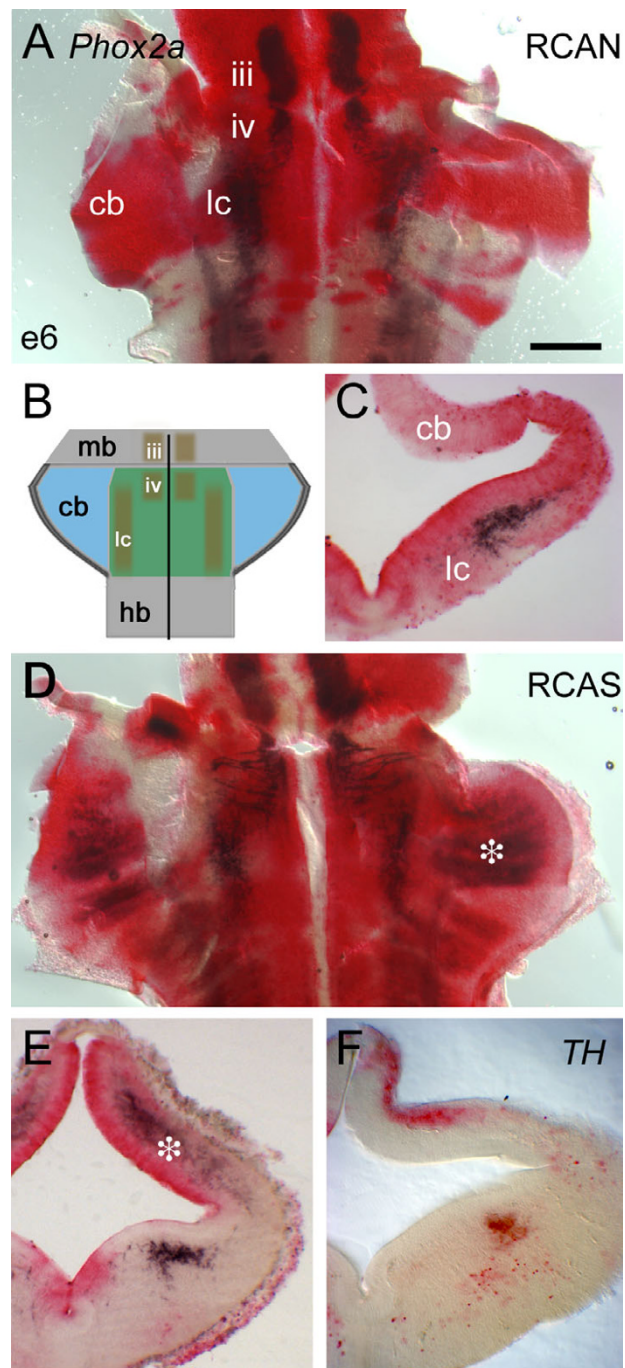 A Phox2a RCAN
iii
iv
cb lc
e6
B
mb iii
iv
cb
lc
hb
C
cb
lc
D RCAS
*
E
*
F TH